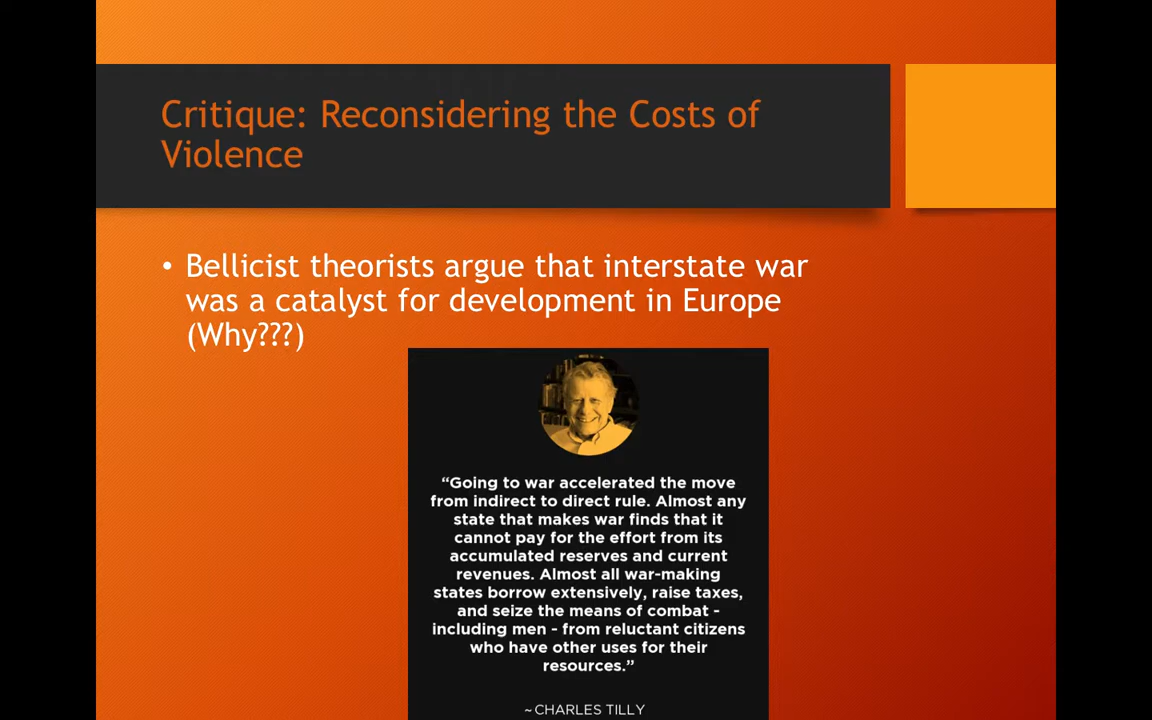 Critique: Reconsidering the Costs of
Violence
• Bellicist theorists argue that interstate war
was a catalyst for development in Europe
(Why???)
“Going to war accelerated the move
from indirect to direct rule. Almost any
state that makes war finds that it
cannot pay for the effort from its
accumulated reserves and current
revenues. Almost all war-making
states borrow extensively, raise taxes,
and seize the means of combat -
including men - from reluctant citizens
who have other uses for their
resources.”
~ CHARLES TILLY